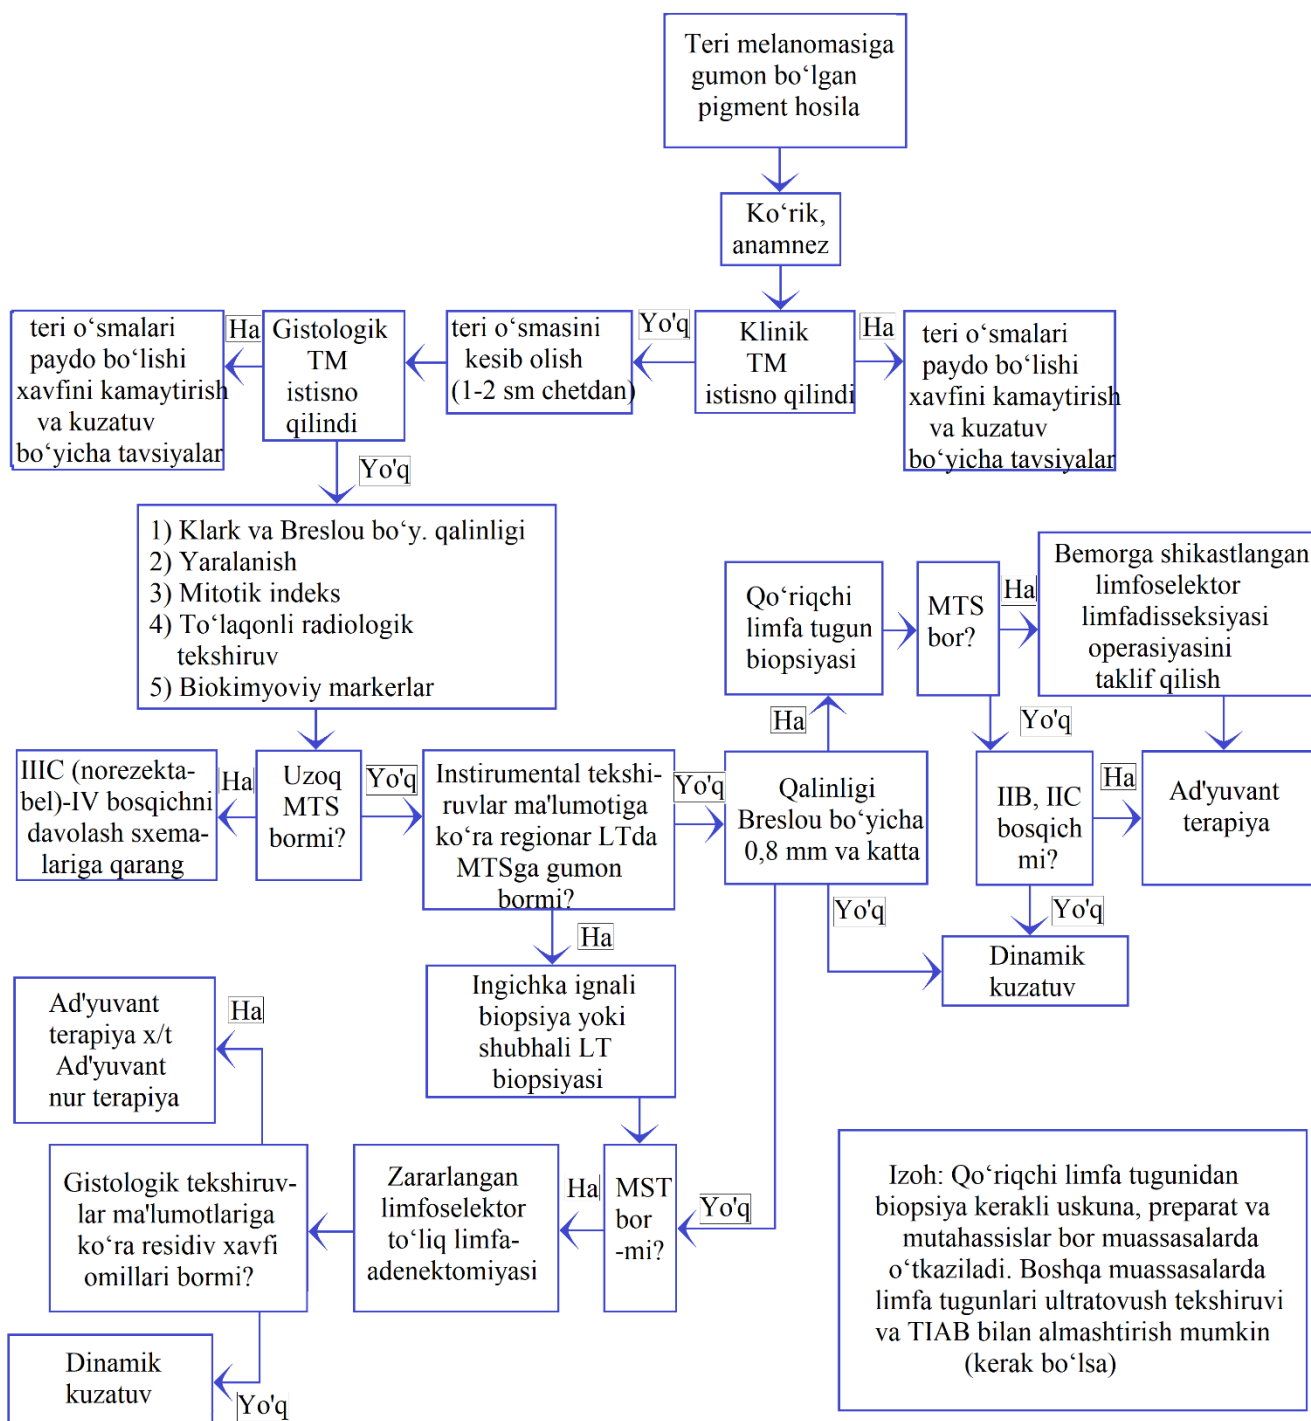 Teri melanomasiga
gumon bo‘lgan
pigment hosila
Ko‘rik,
anamnez
teri o‘smalari
paydo bo‘lishi
xavfini kamaytirish
va kuzatuv
bo‘yicha tavsiyalar
Ha
Gistologik
TM
istisno
qilindi
teri o‘smasini
kesib olish
(1-2 sm chetdan)
Yo'q
Klinik
TM
istisno qilindi
Ha
teri o‘smalari
paydo bo‘lishi
xavfini kamaytirish
va kuzatuv
bo‘yicha tavsiyalar
Yo'q
1) Klark va Breslou bo‘y. qalinligi
2) Yaralanish
3) Mitotik indeks
4) To‘laqonli radiologik
tekshiruv
5) Biokimyoviy markerlar
Qo‘riqchi
limfa tugun
biopsiyasi
MTS
bor?
Ha
Bemorga shikastlangan
limfoselektor
limfadisseksiyasi
operasiyasini
taklif qilish
Ha
Yo'q
IIIC (norezekta-
bel)-IV bosqichni
davolash sxema-
lariga qarang
Ha
Uzoq
MTS
bormi?
Yo'q
Instirumental tekshi-
ruvlar ma'lumotiga
ko‘ra regionar LTda
MTSga gumon
bormi?
Yo'q
Qalinligi
Breslou bo‘yicha
0,8 mm va katta
IIB, IIC
bosqich
mi?
Ha
Ad'yuvant
terapiya
Ha
Yo'q
Yo'q
Dinamik
kuzatuv
Ingichka ignali
biopsiya yoki
shubhali LT
biopsiyasi
Ad'yuvant
terapiya x/t
Ad'yuvant
nur terapiya
Ha
Gistologik tekshiruv-
lar ma'lumotlariga
ko‘ra residiv xavfi
omillari bormi?
Zararlangan
limfoselektor
to‘liq limfa-
adenektomiyasi
Ha
MST
bor
-mi?
Yo'q
Izoh: Qo‘riqchi limfa tugunidan
biopsiya kerakli uskuna, preparat va
mutahassislar bor muassasalarda
o‘tkaziladi. Boshqa muassasalarda
limfa tugunlari ultratovush tekshiruvi
va TIAB bilan almashtirish mumkin
(kerak bo‘lsa)
Dinamik
kuzatuv
Yo'q